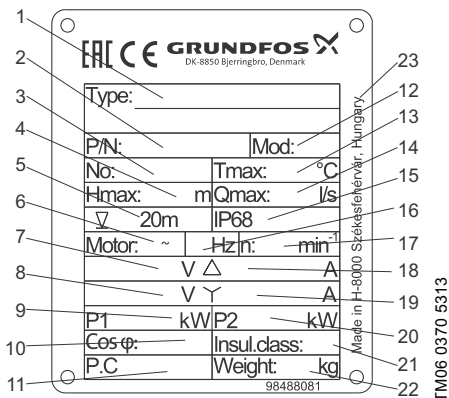 1
2
3
4
5
6
7
8
9
10
11
EAC CE GRUNDFOS
DK-8850 Bjerringbro, Denmark
Type:
P/N: Mod:
No: Tmax: °C
Hmax: m Qmax: l/s
20m IP68
Motor: ~ Hz n: min⁻¹
V △ A
V Y A
P1 kW P2 kW
Cos φ: Insul.class:
P.C Weight: kg
98488081
Made in H-8000 Székesfehérvár, Hungary
23
12
13
14
15
16
17
18
19
20
21
22
TM06 0370 5313